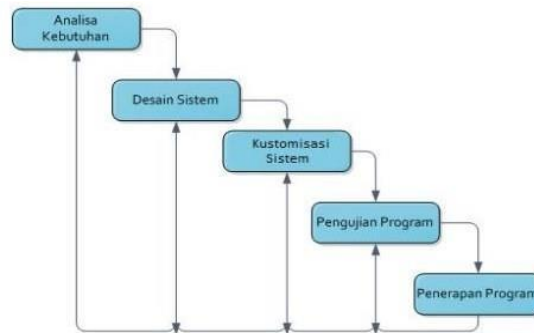 Analisa
Kebutuhan
Desain Sistem
Kustomisasi
Sistem
Pengujian Program
Penerapan Program